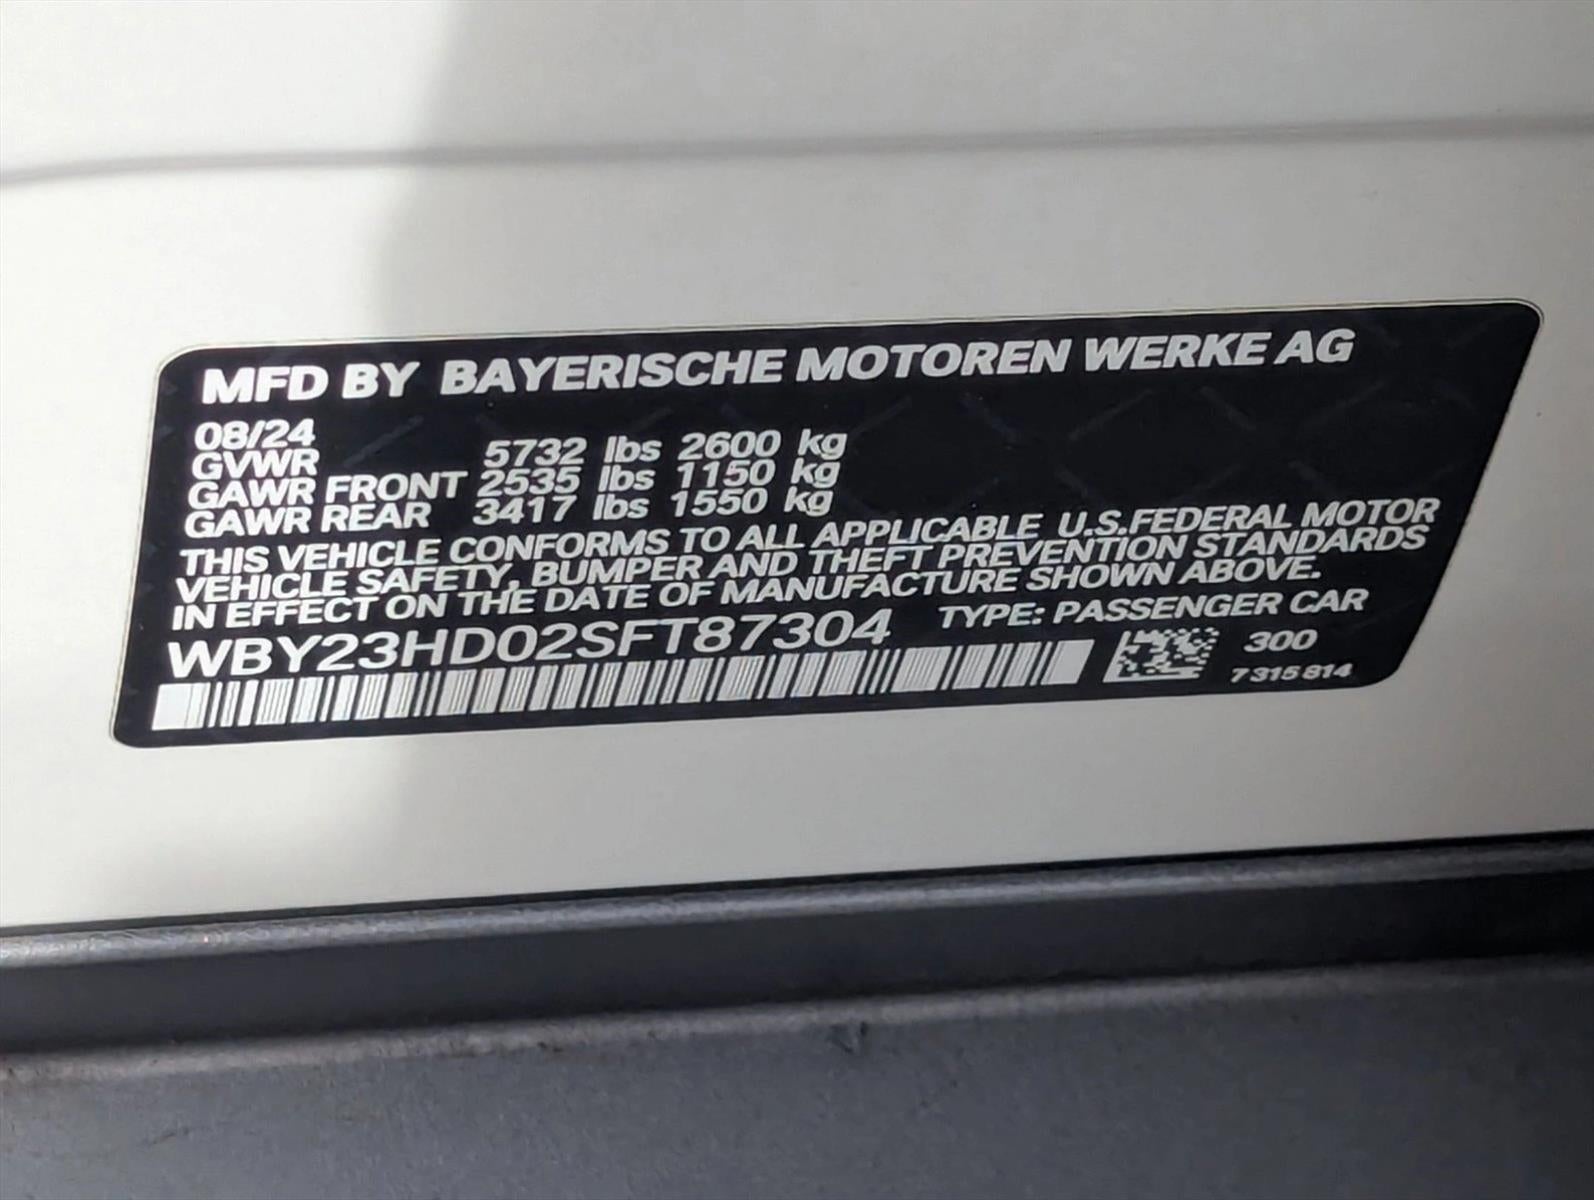 MFD BY BAYERISCHE MOTOREN WERKE AG
08/24
GVWR 5732 lbs 2600 kg
GAWR FRONT 2535 lbs 1150 kg
GAWR REAR 3417 lbs 1550 kg
THIS VEHICLE CONFORMS TO ALL APPLICABLE U.S.FEDERAL MOTOR
VEHICLE SAFETY, BUMPER AND THEFT PREVENTION STANDARDS
IN EFFECT ON THE DATE OF MANUFACTURE SHOWN ABOVE.
WBY23HD02SFT87304 TYPE: PASSENGER CAR
300
7 315 814